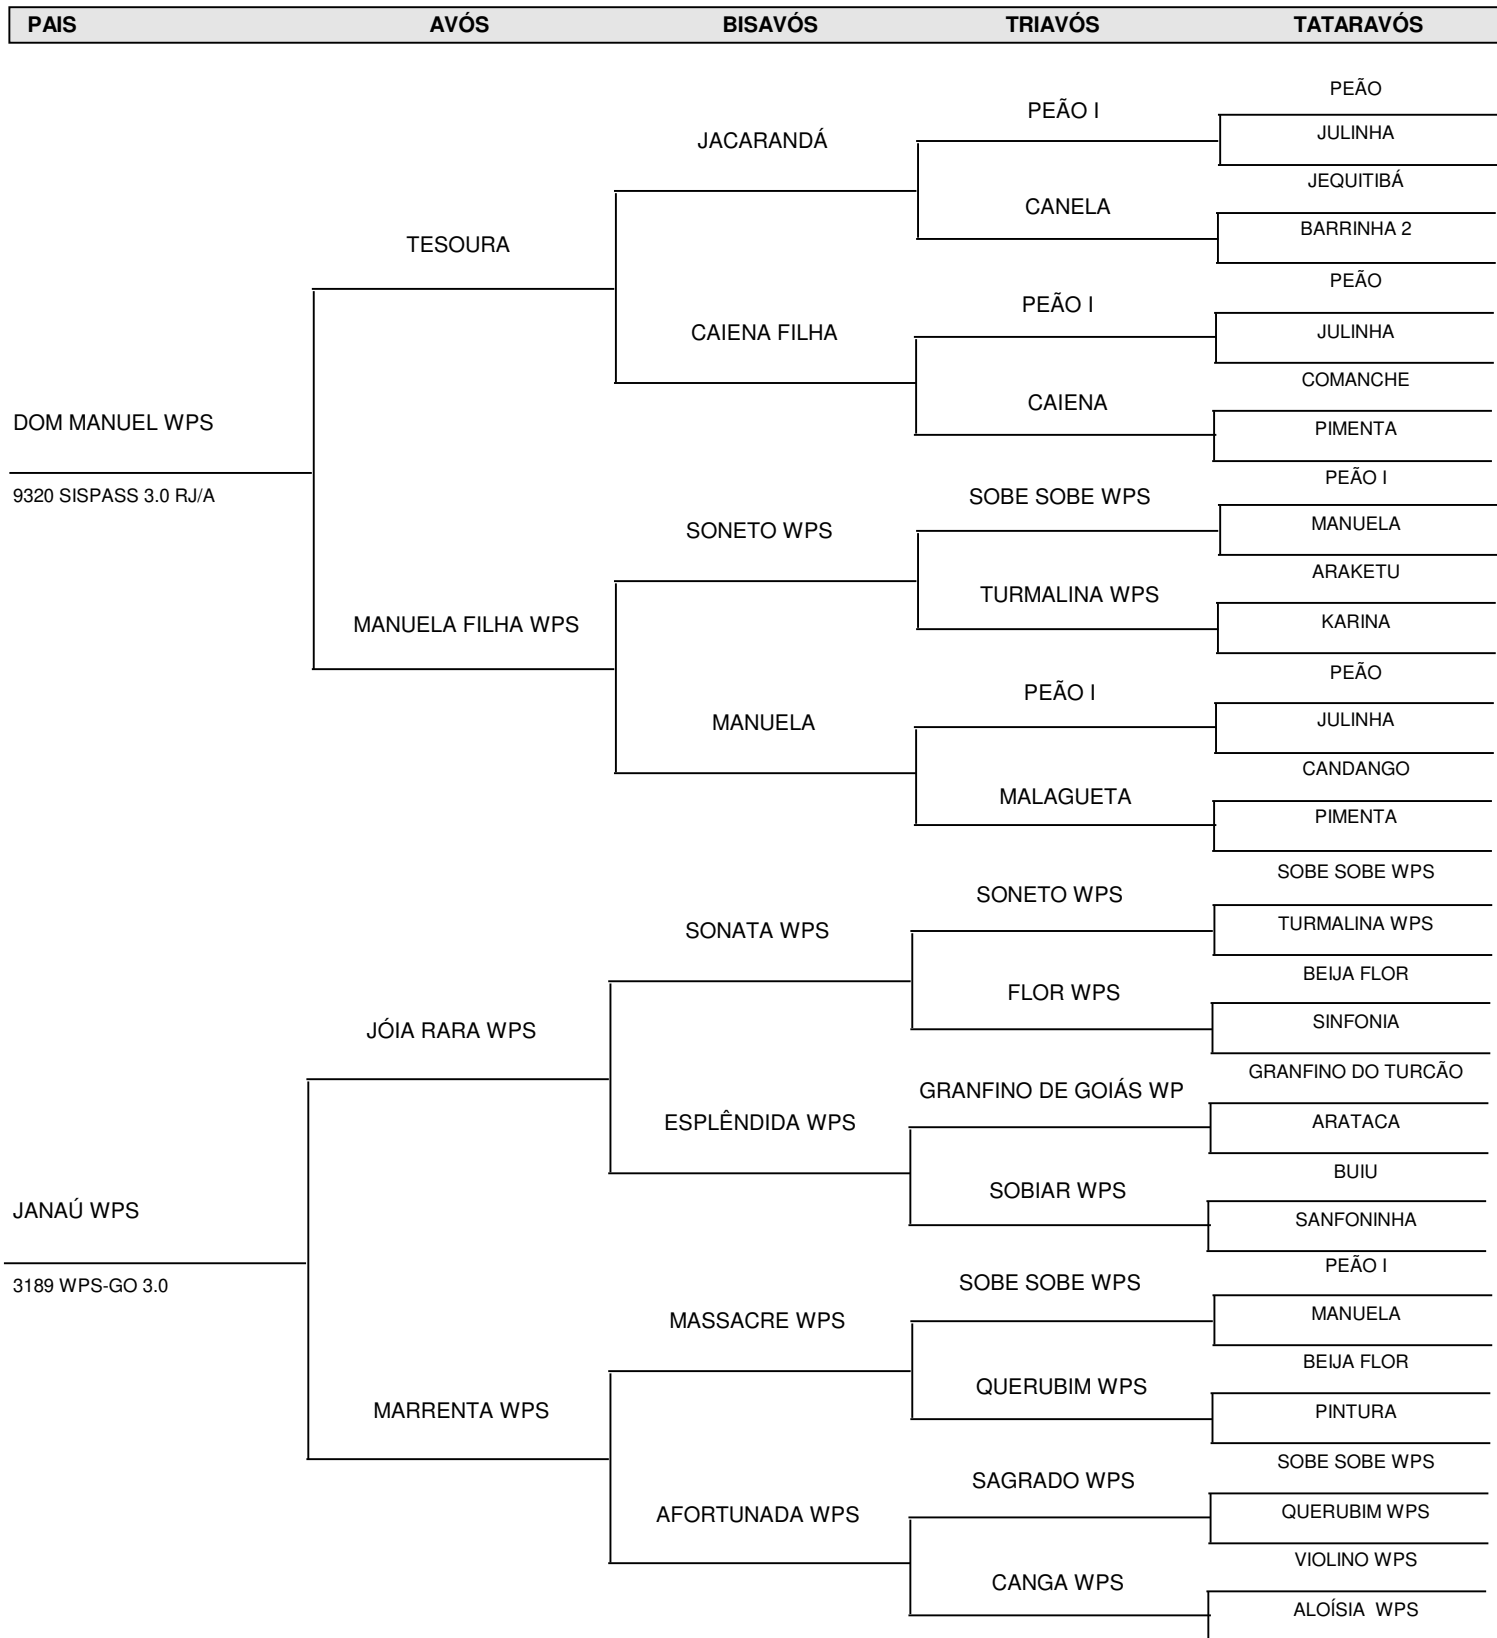 PAIS AVÓS BISAVÓS TRIAVÓS TATARAVÓS
PEÃO
PEÃO I
JULINHA
JACARANDÁ
JEQUITIBÁ
CANELA
BARRINHA 2
TESOURA
PEÃO
PEÃO I
JULINHA
CAIENA FILHA
COMANCHE
CAIENA
DOM MANUEL WPS
PIMENTA
PEÃO I
9320 SISPASS 3.0 RJ/A
SOBE SOBE WPS
MANUELA
SONETO WPS
ARAKETU
TURMALINA WPS
KARINA
MANUELA FILHA WPS
PEÃO
PEÃO I
JULINHA
MANUELA
CANDANGO
MALAGUETA
PIMENTA
SOBE SOBE WPS
SONETO WPS
TURMALINA WPS
SONATA WPS
BEIJA FLOR
FLOR WPS
SINFONIA
JÓIA RARA WPS
GRANFINO DO TURCÃO
GRANFINO DE GOIÁS WP
ARATACA
ESPLÊNDIDA WPS
BUIU
SOBIAR WPS
JANAÚ WPS
SANFONINHA
PEÃO I
3189 WPS-GO 3.0
SOBE SOBE WPS
MANUELA
MASSACRE WPS
BEIJA FLOR
QUERUBIM WPS
MARRENTA WPS
PINTURA
SOBE SOBE WPS
SAGRADO WPS
QUERUBIM WPS
AFORTUNADA WPS
VIOLINO WPS
CANGA WPS
ALOÍSIA WPS